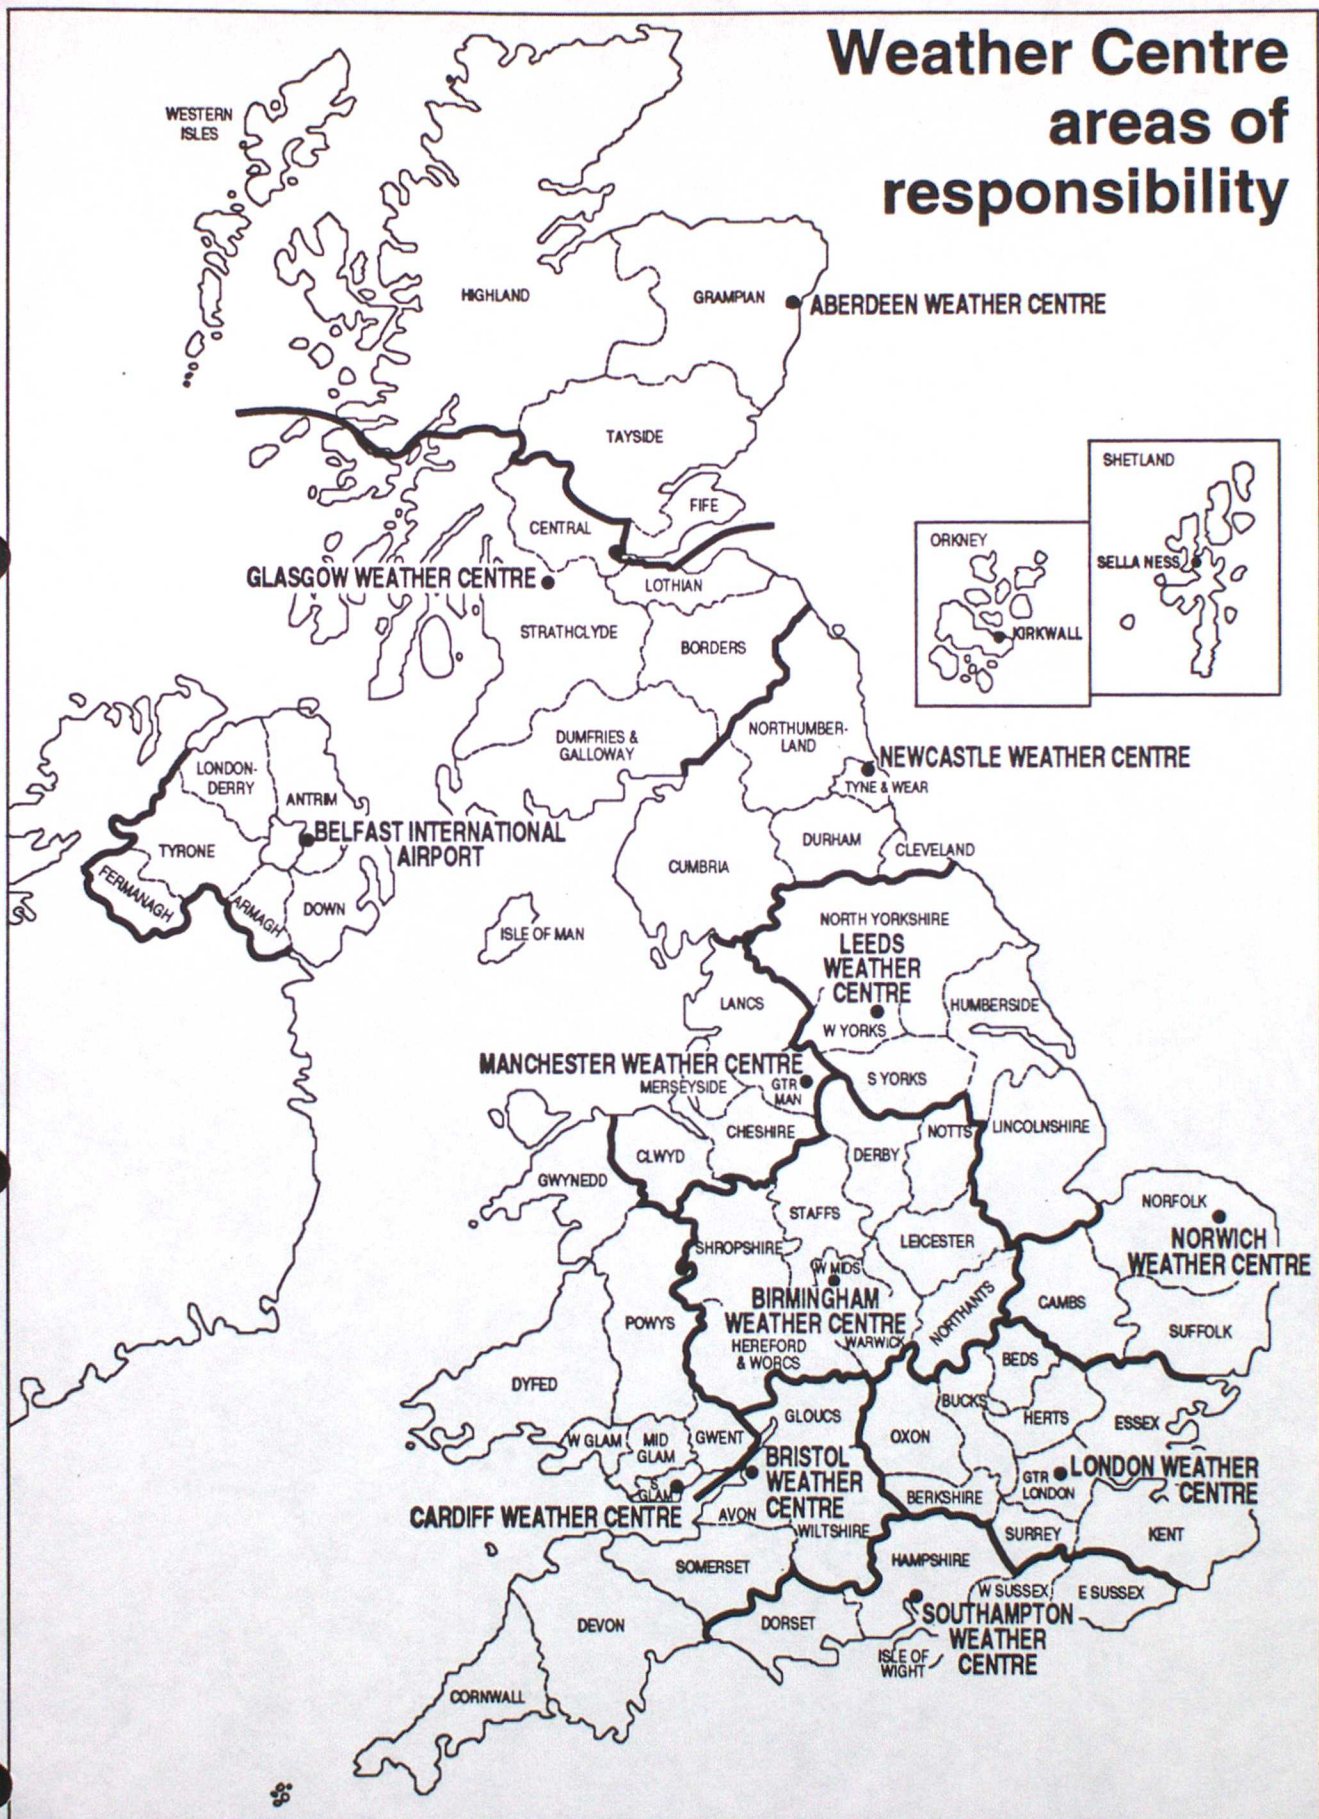 Weather Centre
areas of
responsibility
WESTERN
ISLES
HIGHLAND
GRAMPIAN
ABERDEEN WEATHER CENTRE
TAYSIDE
FIFE
CENTRAL
SHETLAND
SELLA NESS
ORKNEY
KIRKWALL
GLASGOW WEATHER CENTRE
LOTHIAN
STRATHCLYDE
BORDERS
DUMFRIES &
GALLOWAY
NORTHUMBER-
LAND
NEWCASTLE WEATHER CENTRE
TYNE & WEAR
LONDON-
DERRY
ANTRIM
BELFAST INTERNATIONAL
AIRPORT
TYRONE
FERMANAGH
ARMAGH
DOWN
DURHAM
CLEVELAND
CUMBRIA
ISLE OF MAN
NORTH YORKSHIRE
LEEDS
WEATHER
CENTRE
LANCS
HUMBERSIDE
W YORKS
MANCHESTER WEATHER CENTRE
MERSEYSIDE
GTR
MAN
S YORKS
CHESHIRE
NOTTS
LINCOLNSHIRE
DERBY
CLWYD
GWYNEDD
STAFFS
NORFOLK
NORWICH
WEATHER CENTRE
SHROPSHIRE
LEICESTER
W MIDS
BIRMINGHAM
WEATHER CENTRE
NORTHANTS
CAMBS
SUFFOLK
POWYS
HEREFORD
& WORCS
WARWICK
BEDS
DYFED
BUCKS
HERTS
ESSEX
GLOUCS
OXON
W GLAM
MID
GLAM
GWENT
BRISTOL
WEATHER
CENTRE
GTR
LONDON
LONDON WEATHER
CENTRE
S
GLAM
CARDIFF WEATHER CENTRE
AVON
BERKSHIRE
WILTSHIRE
SURREY
KENT
HAMPSHIRE
SOMERSET
W SUSSEX
E SUSSEX
DEVON
DORSET
SOUTHAMPTON
WEATHER
CENTRE
ISLE OF
WIGHT
CORNWALL